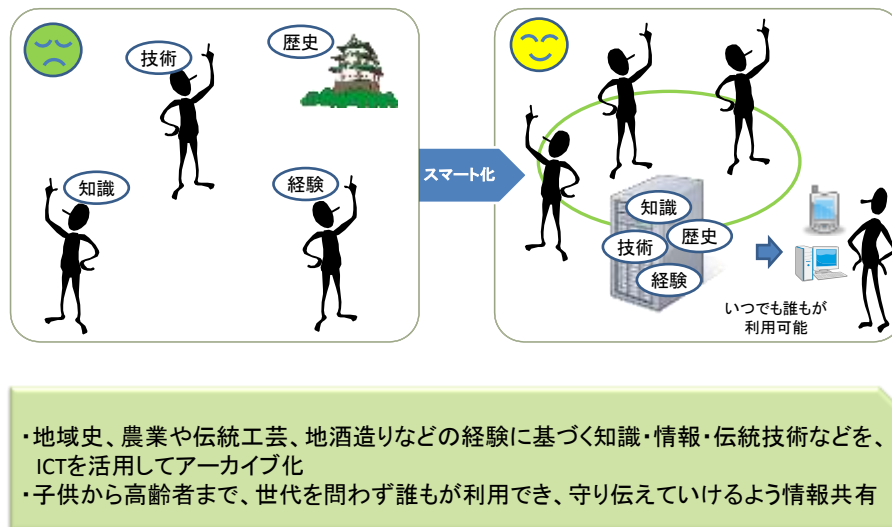 技術
歴史
知識
経験
スマート化
知識
技術
歴史
経験
いつでも誰もが
利用可能
・地域史、農業や伝統工芸、地酒造りなどの経験に基づく知識・情報・伝統技術などを、
ICTを活用してアーカイブ化
・子供から高齢者まで、世代を問わず誰もが利用でき、守り伝えていけるよう情報共有